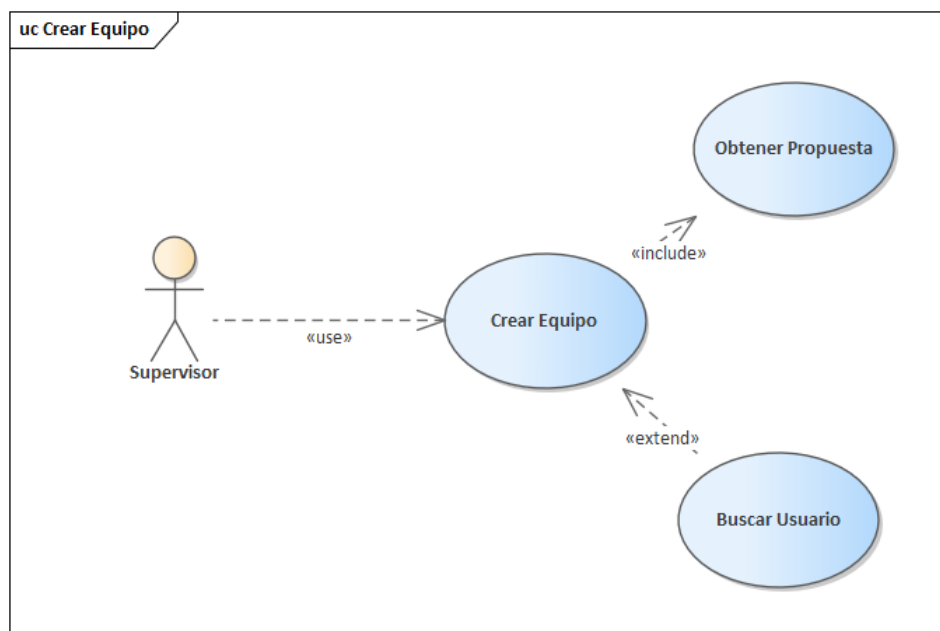 uc Crear Equipo
Obtener Propuesta
«include»
Crear Equipo
«use»
Supervisor
«extend»
Buscar Usuario